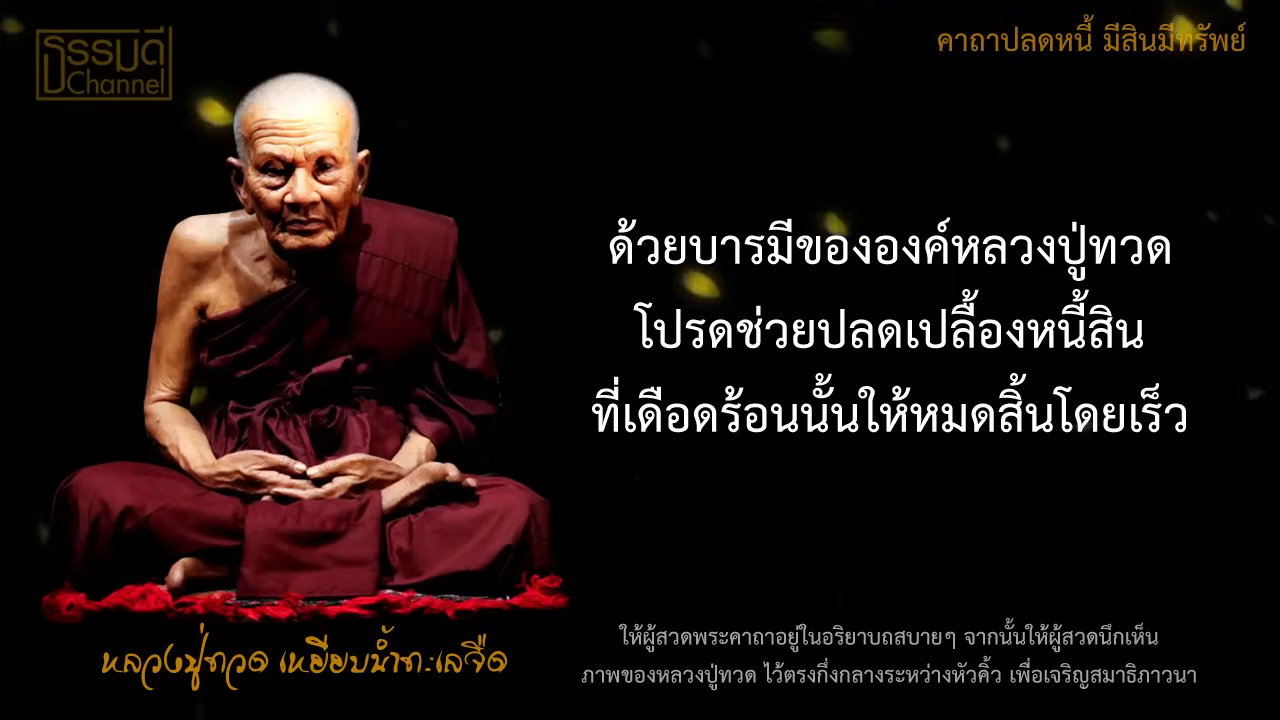 ธรรมดี
Channel
คาถาปลดหนี้ มีสินมีทรัพย์
ด้วยบารมีขององค์หลวงปู่ทวด
โปรดช่วยปลดเปลื้องหนี้สิน
ที่เดือดร้อนนั้นให้หมดสิ้นโดยเร็ว
หลวงปู่ทวด เหยียบน้ำทะเลจืด
ให้ผู้สวดพระคาถาอยู่ในอริยาบถสบายๆ จากนั้นให้ผู้สวดนึกเห็น
ภาพของหลวงปู่ทวด ไว้ตรงกึ่งกลางระหว่างหัวคิ้ว เพื่อเจริญสมาธิภาวนา